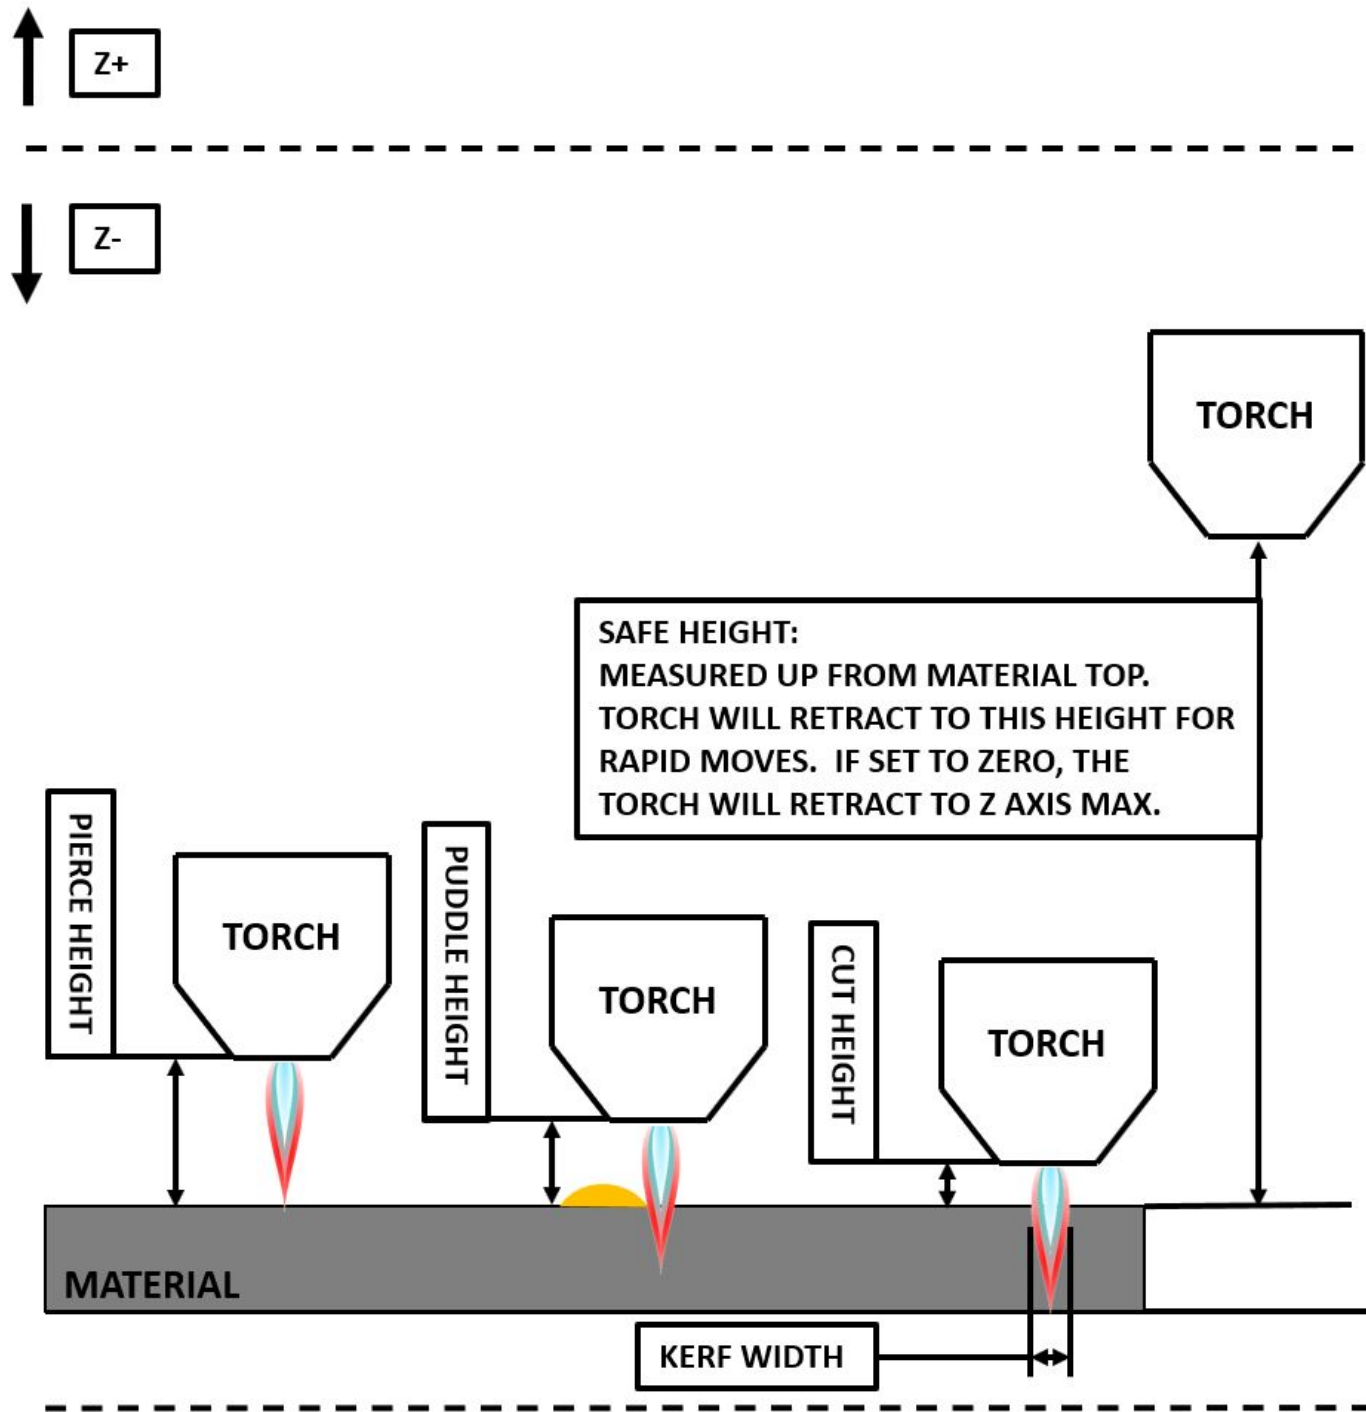 Z+
Z-
TORCH
SAFE HEIGHT:
MEASURED UP FROM MATERIAL TOP.
TORCH WILL RETRACT TO THIS HEIGHT FOR
RAPID MOVES.  IF SET TO ZERO, THE
TORCH WILL RETRACT TO Z AXIS MAX.
PIERCE HEIGHT
TORCH
PUDDLE HEIGHT
TORCH
CUT HEIGHT
TORCH
MATERIAL
KERF WIDTH